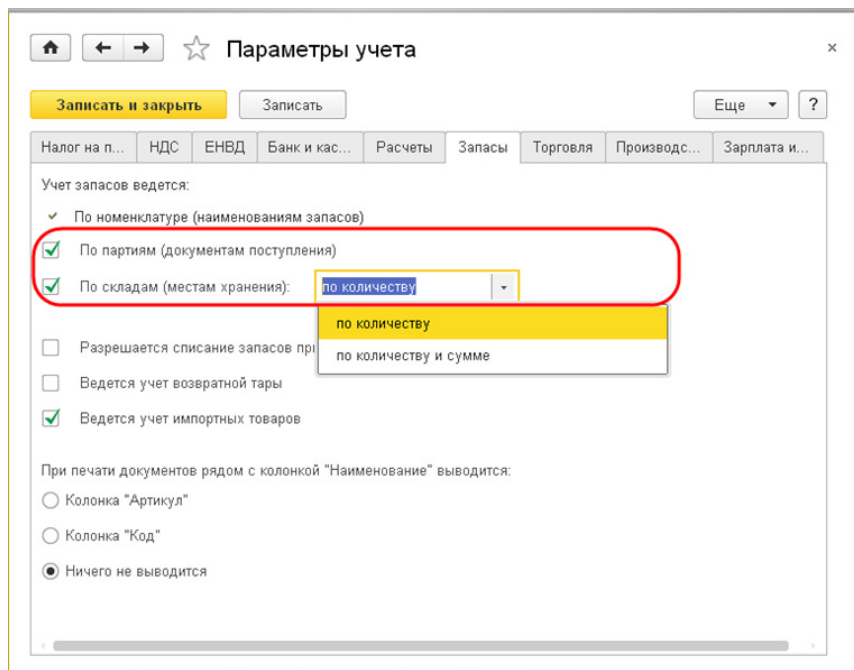 Параметры учета
Записать и закрыть Записать Еще ?
Налог на п... НДС ЕНВД Банк и кас... Расчеты Запасы Торговля Производс... Зарплата и...
Учет запасов ведется:
По номенклатуре (наименованиям запасов)
По партиям (документам поступления)
По складам (местам хранения): по количеству
по количеству
Разрешается списание запасов при
по количеству и сумме
Ведется учет возвратной тары
Ведется учет импортных товаров
При печати документов рядом с колонкой "Наименование" выводится:
Колонка "Артикул"
Колонка "Код"
Ничего не выводится